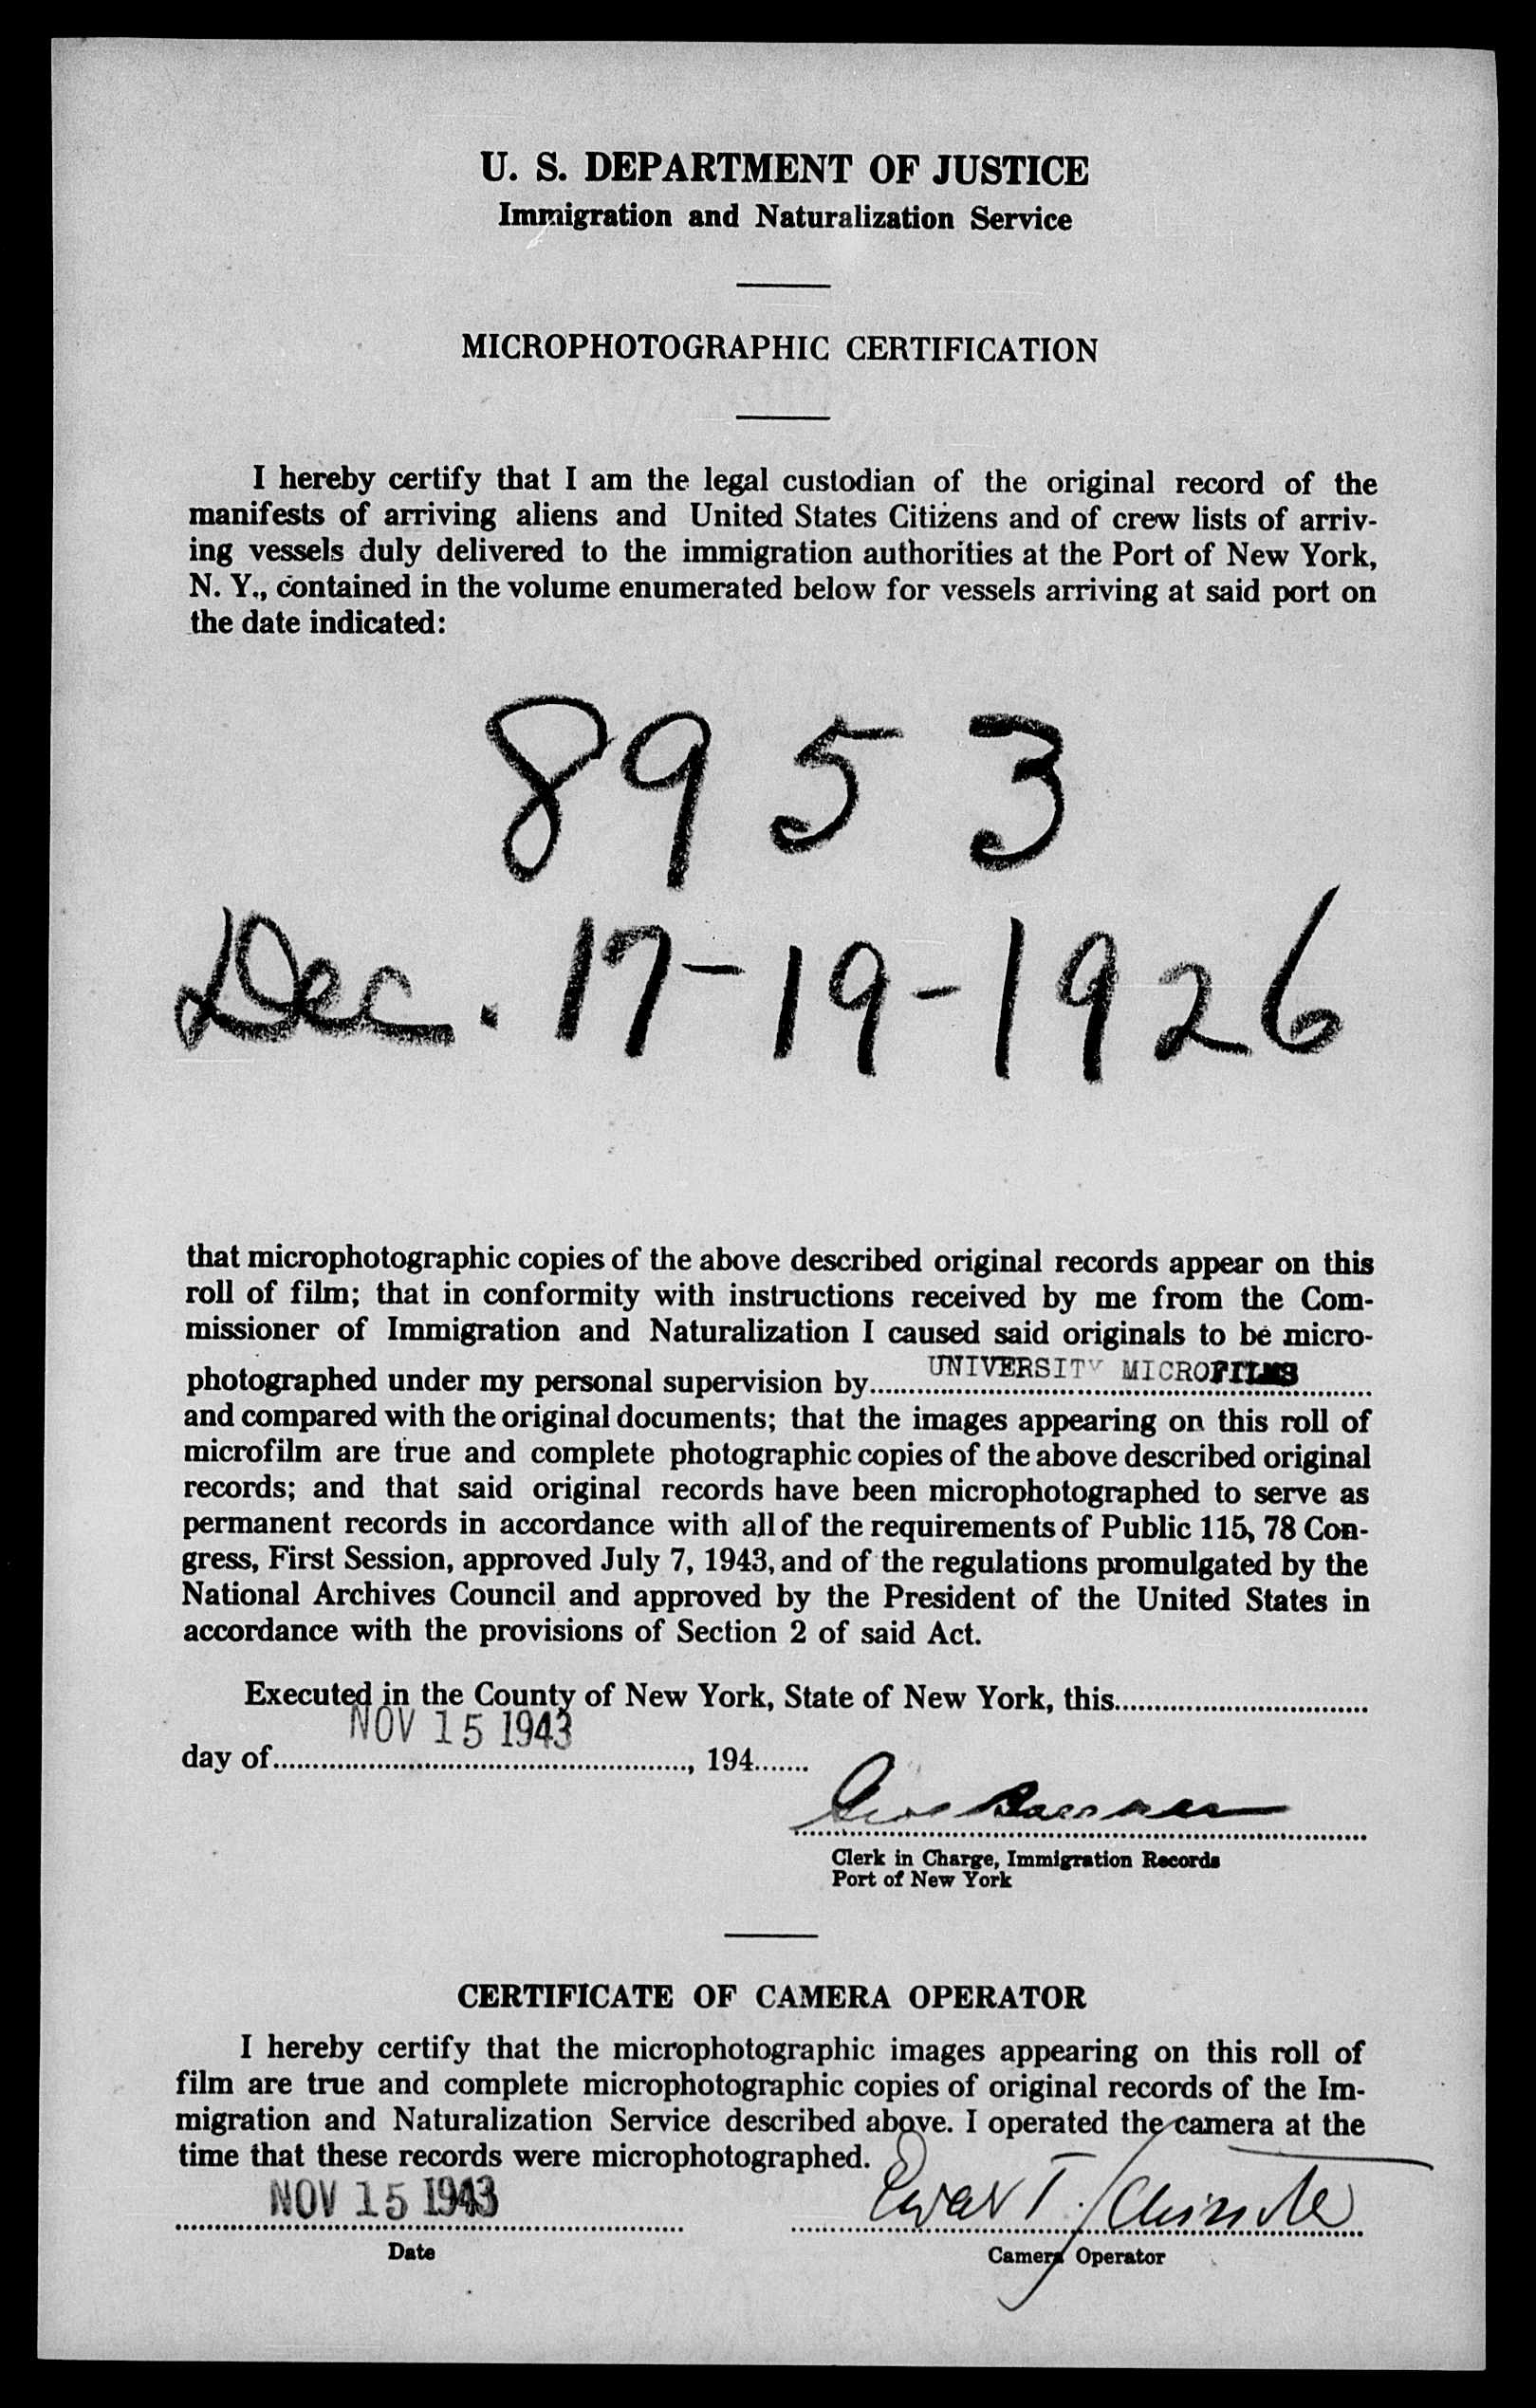 U. S. DEPARTMENT OF JUSTICE
Immigration and Naturalization Service
MICROPHOTOGRAPHIC CERTIFICATION
I hereby certify that I am the legal custodian of the original record of the
manifests of arriving aliens and United States Citizens and of crew lists of arriv-
ing vessels duly delivered to the immigration authorities at the Port of New York,
N. Y., contained in the volume enumerated below for vessels arriving at said port on
the date indicated:
8953
Dec. 17-19-1926
that microphotographic copies of the above described original records appear on this
roll of film; that in conformity with instructions received by me from the Com-
missioner of Immigration and Naturalization I caused said originals to be micro-
photographed under my personal supervision by UNIVERSITY MICROFILMS
and compared with the original documents; that the images appearing on this roll of
microfilm are true and complete photographic copies of the above described original
records; and that said original records have been microphotographed to serve as
permanent records in accordance with all of the requirements of Public 115, 78 Con-
gress, First Session, approved July 7, 1943, and of the regulations promulgated by the
National Archives Council and approved by the President of the United States in
accordance with the provisions of Section 2 of said Act.
Executed in the County of New York, State of New York, this
NOV 15 1943
day of , 194
Clerk in Charge, Immigration Records
Port of New York
CERTIFICATE OF CAMERA OPERATOR
I hereby certify that the microphotographic images appearing on this roll of
film are true and complete microphotographic copies of original records of the Im-
migration and Naturalization Service described above. I operated the camera at the
time that these records were microphotographed.
NOV 15 1943
Date
Camera Operator